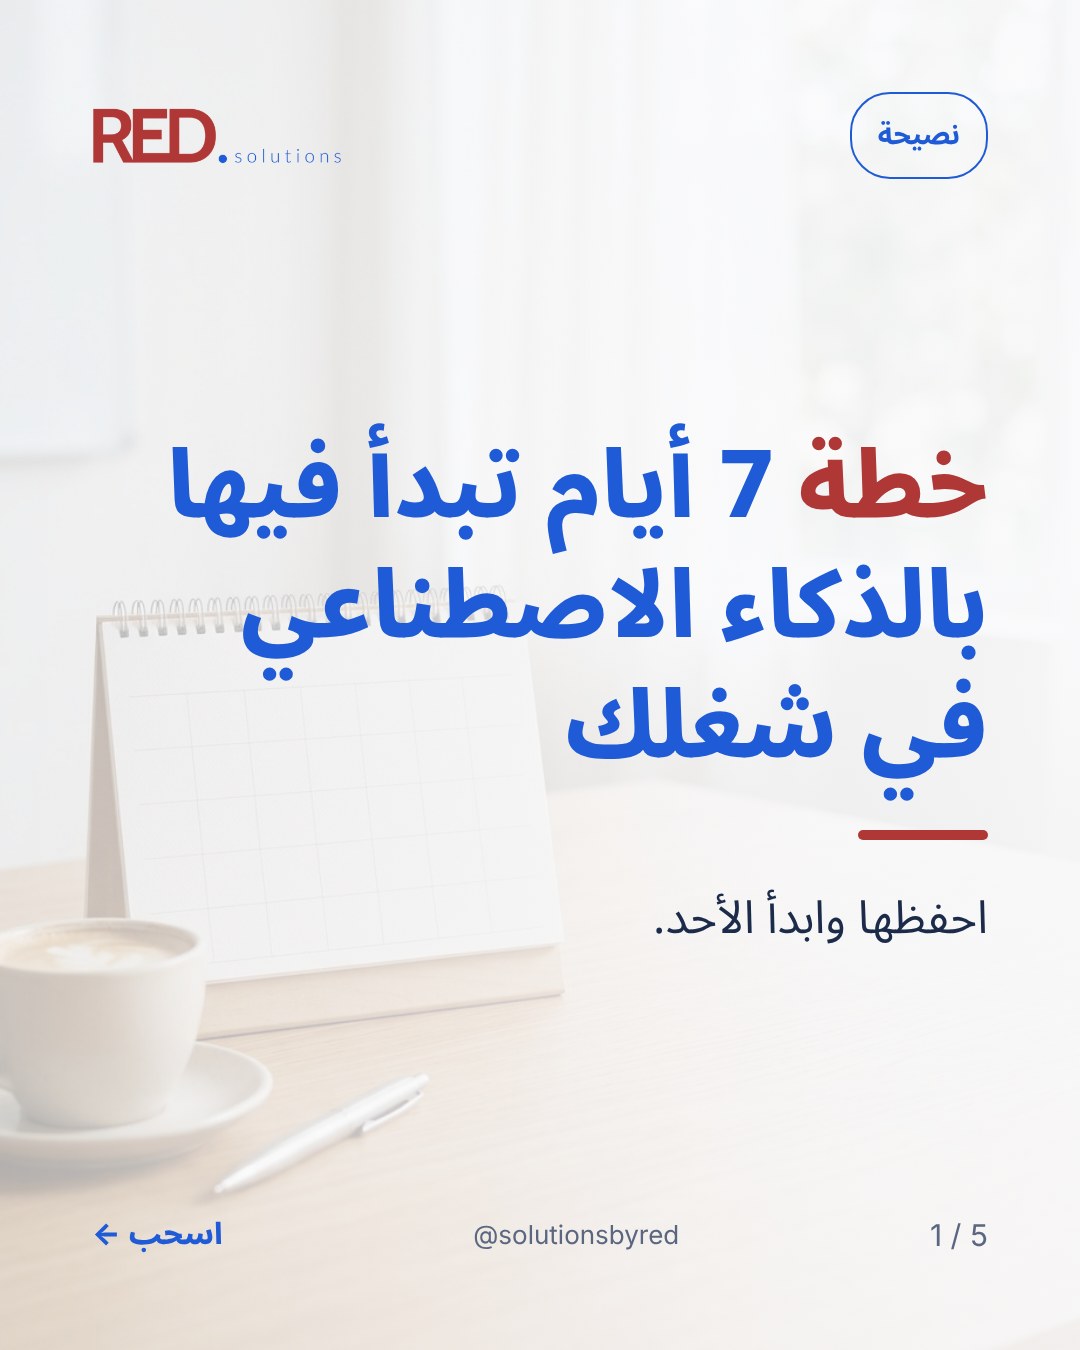 RED.solutions
نصيحة
خطة 7 أيام تبدأ فيها
بالذكاء الاصطناعي
في شغلك
احفظها وابدأ الأحد.
1 / 5
@solutionsbyred
اسحب ←